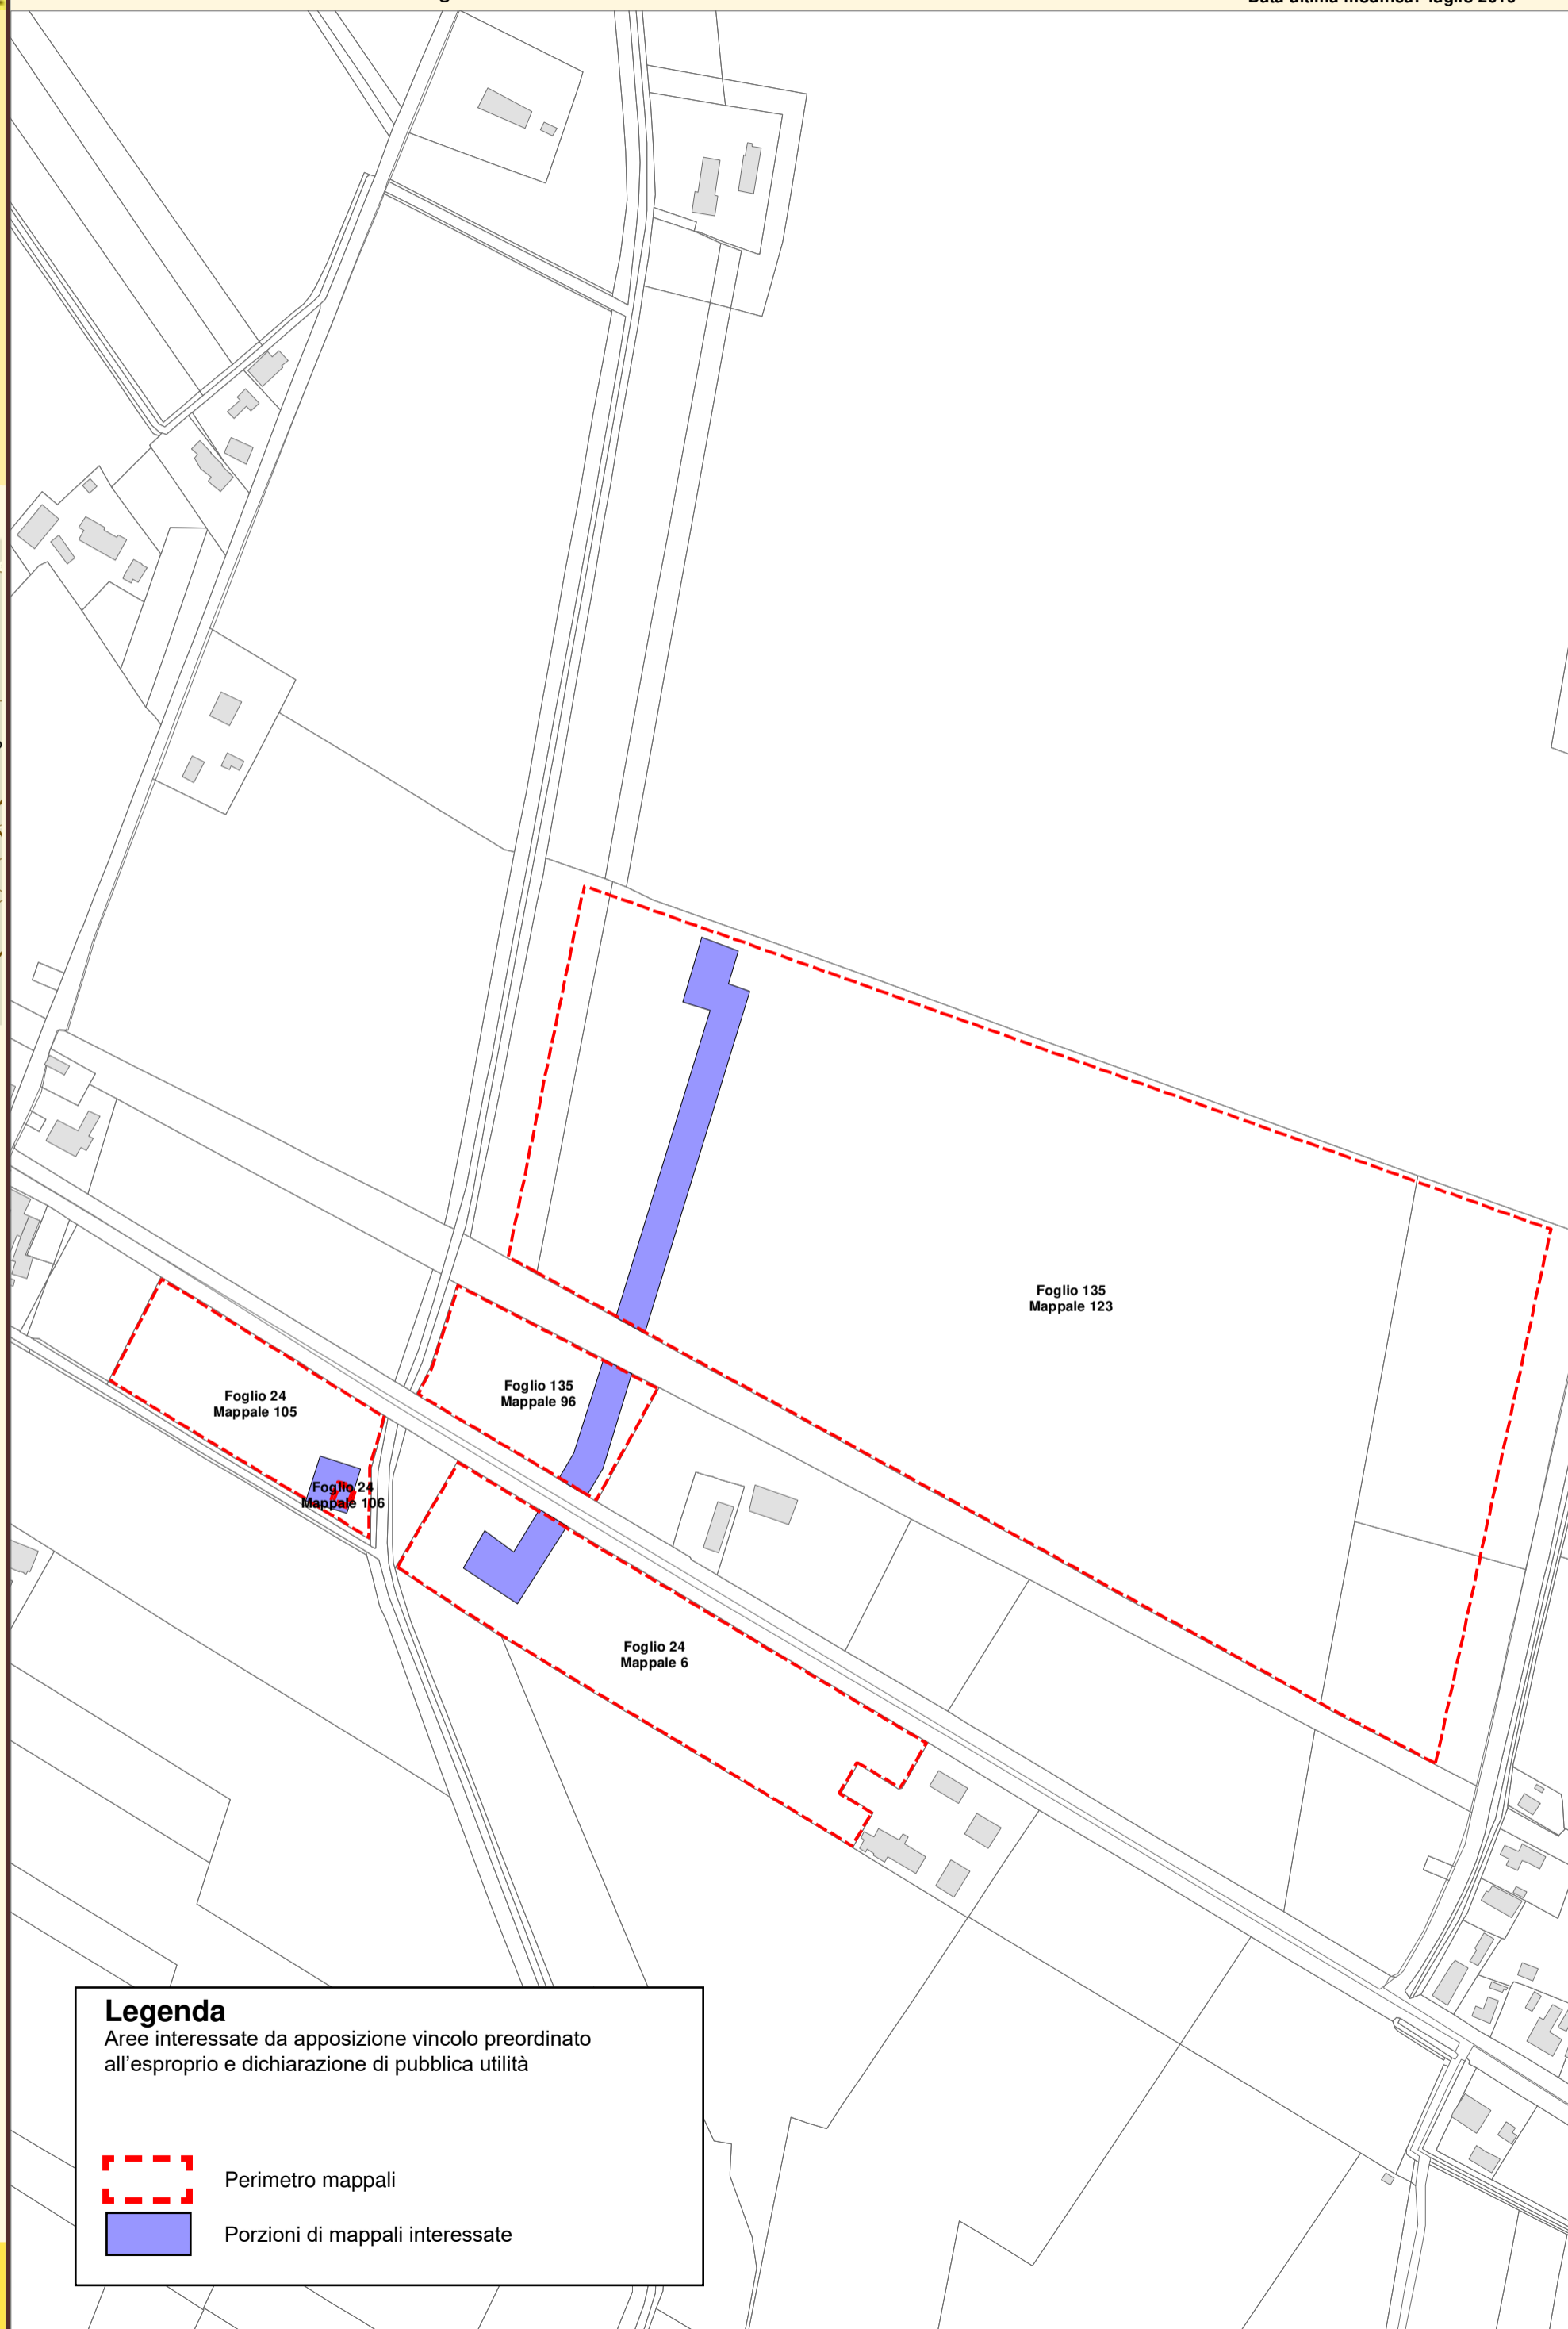 Foglio 135
Mappale 123
Foglio 135
Mappale 96
Foglio 24
Mappale 105
Foglio 24
Mappale 106
Foglio 24
Mappale 6
Legenda
Aree interessate da apposizione vincolo preordinato
all'esproprio e dichiarazione di pubblica utilità
Perimetro mappali
Porzioni di mappali interessate